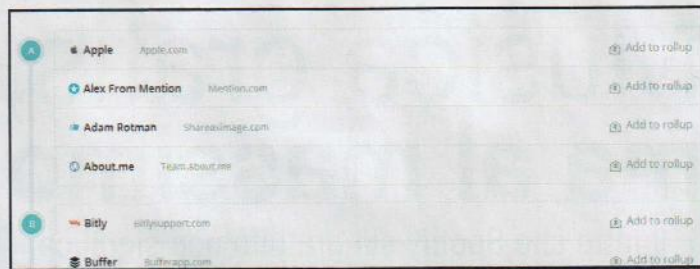 A Apple Apple.com Add to rollup
Alex From Mention Mention.com Add to rollup
Adam Rotman Shareasimage.com Add to rollup
About.me Team.about.me Add to rollup
B Bitly Bitlysupport.com Add to rollup
Buffer Bufferapp.com Add to rollup